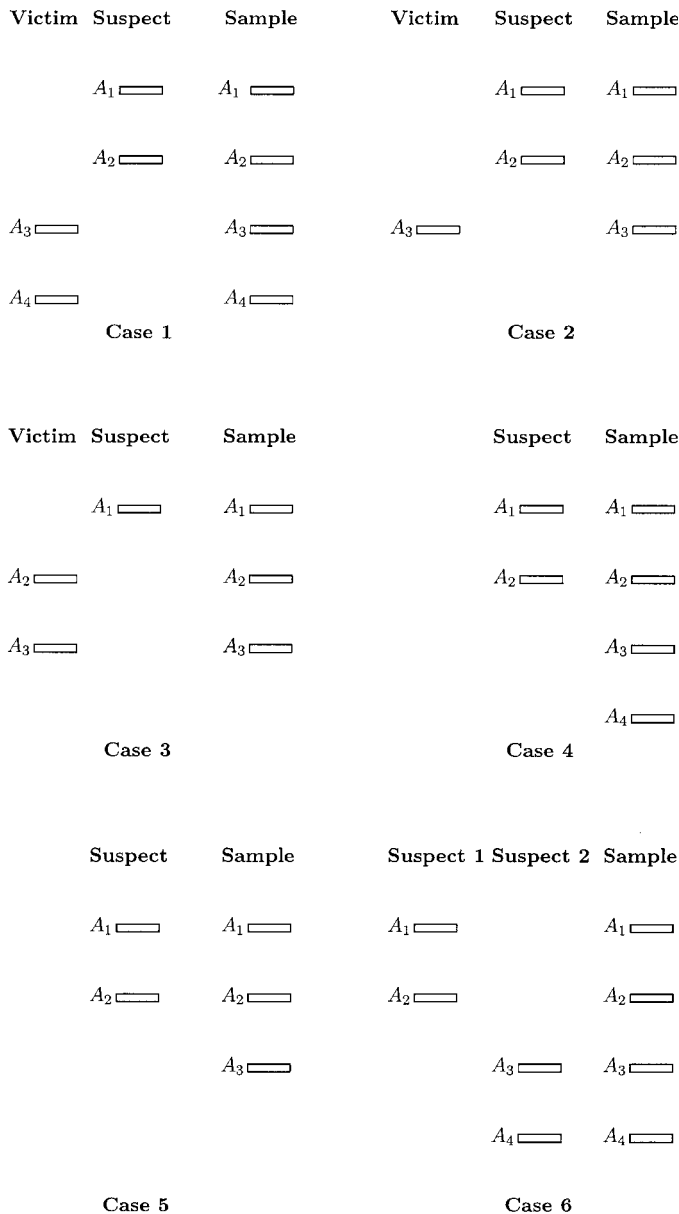 Victim Suspect Sample
A₁ A₁
A₂ A₂
A₃ A₃
A₄ A₄
Case 1
Victim Suspect Sample
A₁ A₁
A₂ A₂
A₃ A₃
Case 2
Victim Suspect Sample
A₁ A₁
A₂ A₂
A₃ A₃
Case 3
Suspect Sample
A₁ A₁
A₂ A₂
A₃
A₄
Case 4
Suspect Sample
A₁ A₁
A₂ A₂
A₃
Case 5
Suspect 1 Suspect 2 Sample
A₁ A₁
A₂ A₂
A₃ A₃
A₄ A₄
Case 6